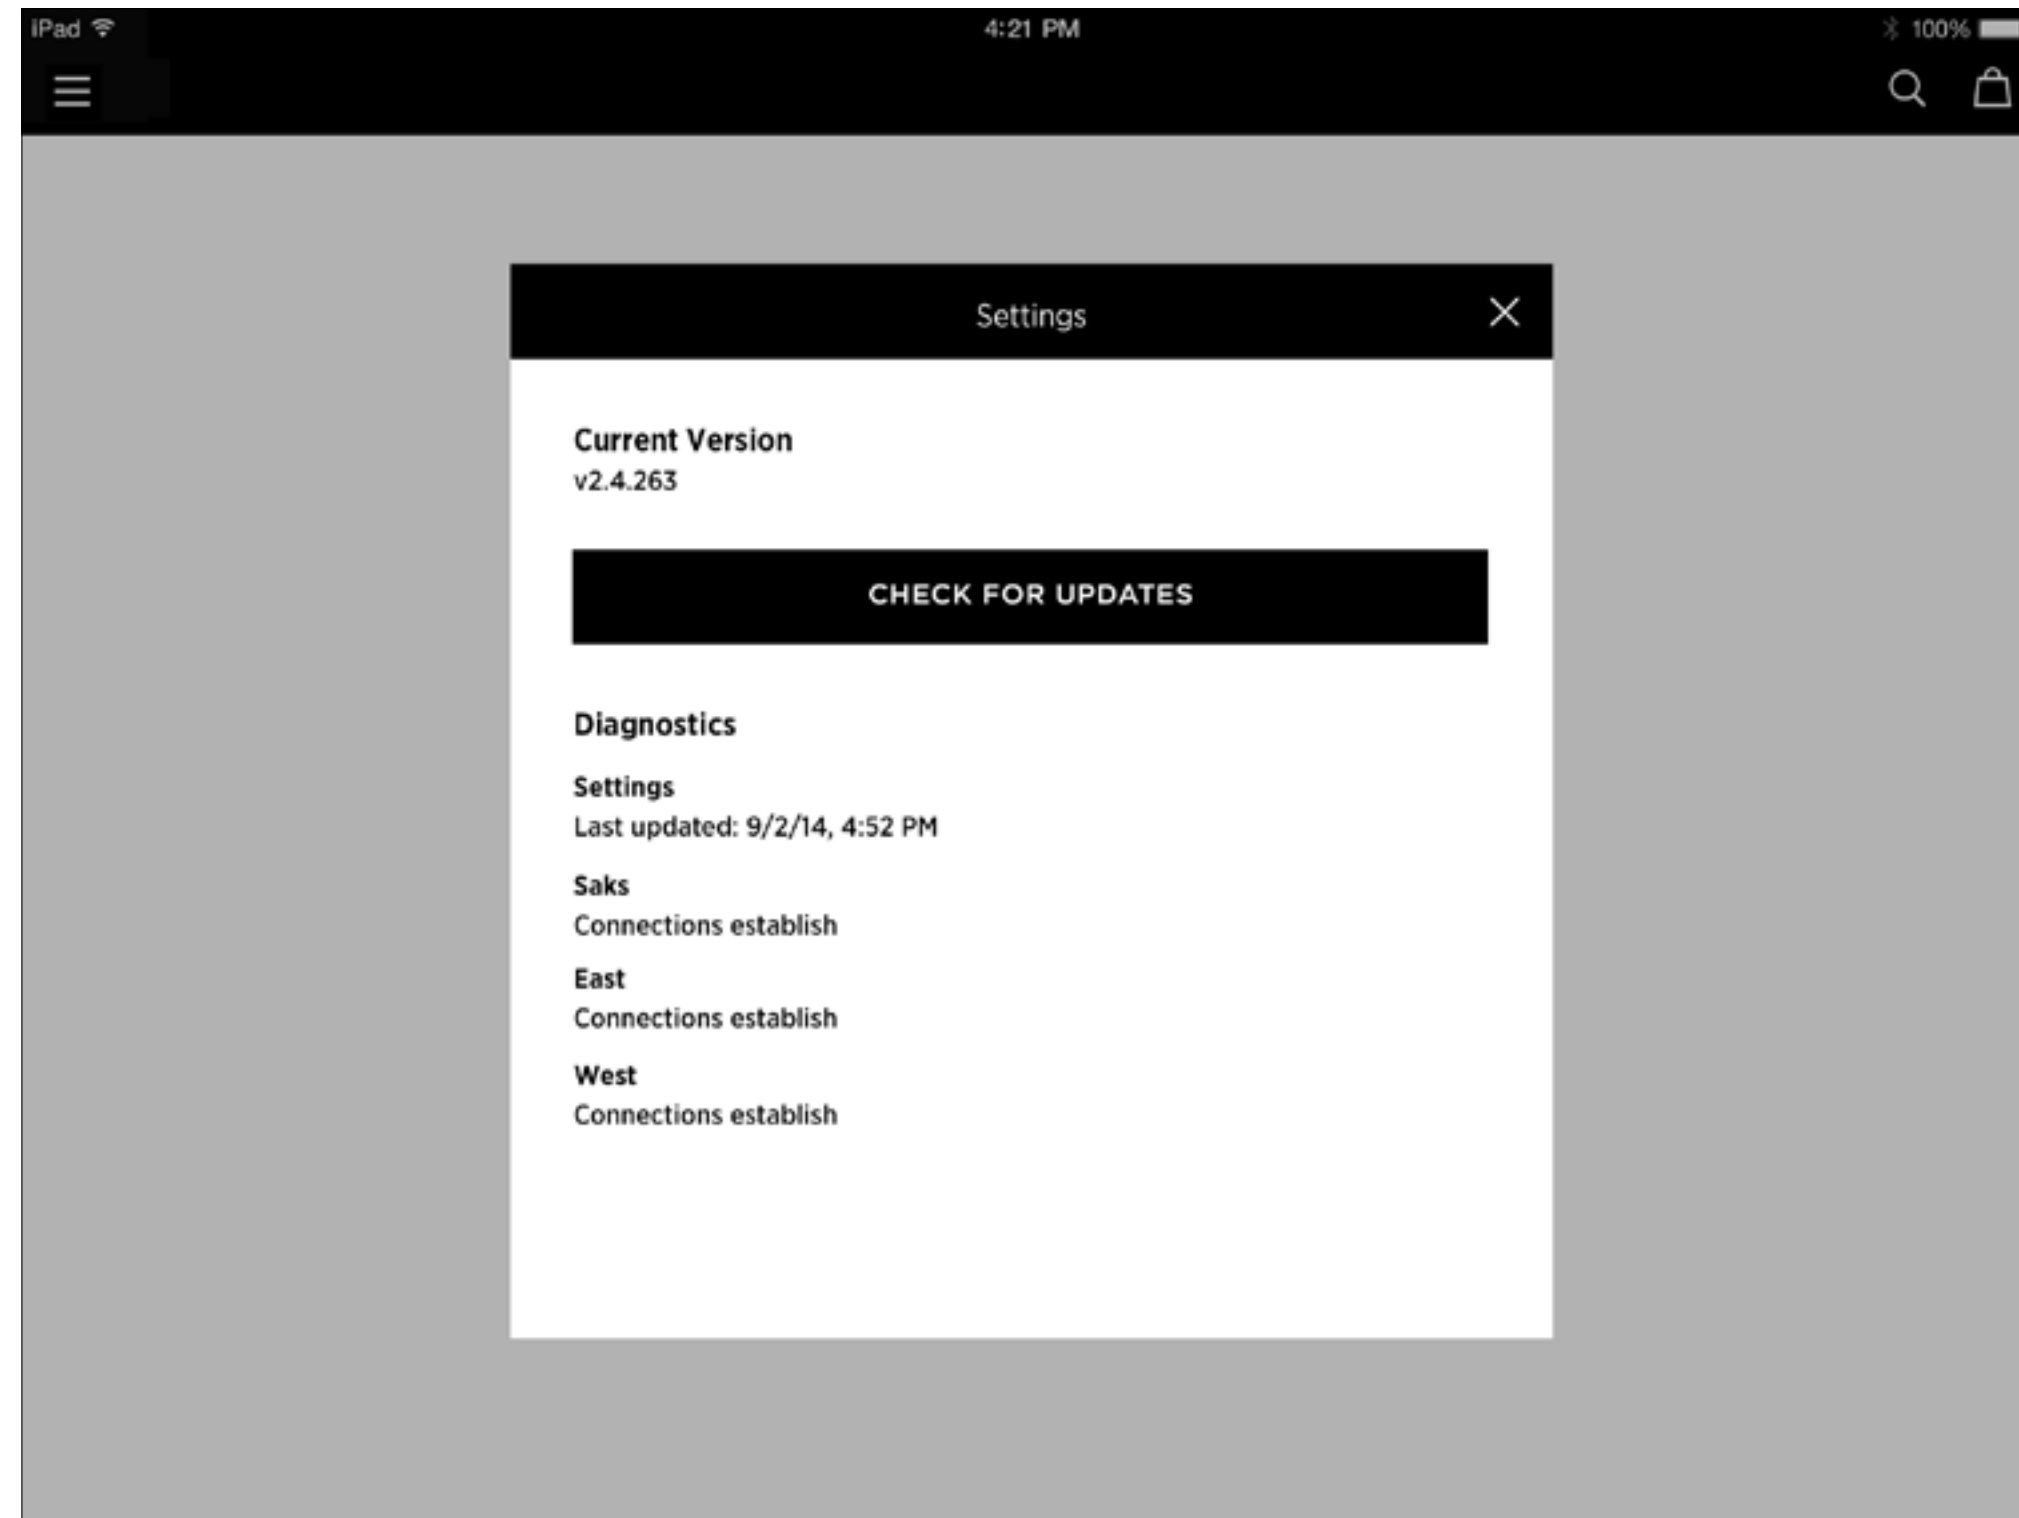 iPad
4:21 PM
100%
Settings
Current Version
v2.4.263
CHECK FOR UPDATES
Diagnostics
Settings
Last updated: 9/2/14, 4:52 PM
Saks
Connections establish
East
Connections establish
West
Connections establish